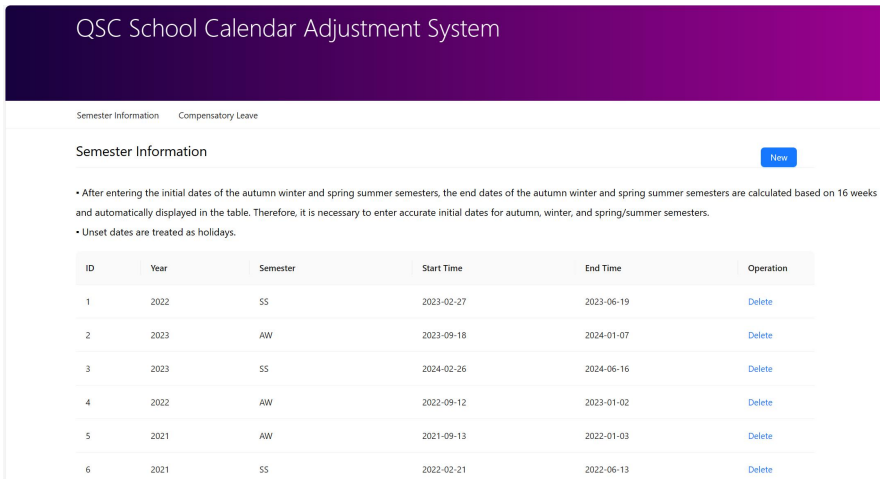 QSC School Calendar Adjustment System
Semester Information Compensatory Leave
Semester Information New
• After entering the initial dates of the autumn winter and spring summer semesters, the end dates of the autumn winter and spring summer semesters are calculated based on 16 weeks
and automatically displayed in the table. Therefore, it is necessary to enter accurate initial dates for autumn, winter, and spring/summer semesters.
• Unset dates are treated as holidays.
ID Year Semester Start Time End Time Operation
1 2022 SS 2023-02-27 2023-06-19 Delete
2 2023 AW 2023-09-18 2024-01-07 Delete
3 2023 SS 2024-02-26 2024-06-16 Delete
4 2022 AW 2022-09-12 2023-01-02 Delete
5 2021 AW 2021-09-13 2022-01-03 Delete
6 2021 SS 2022-02-21 2022-06-13 Delete